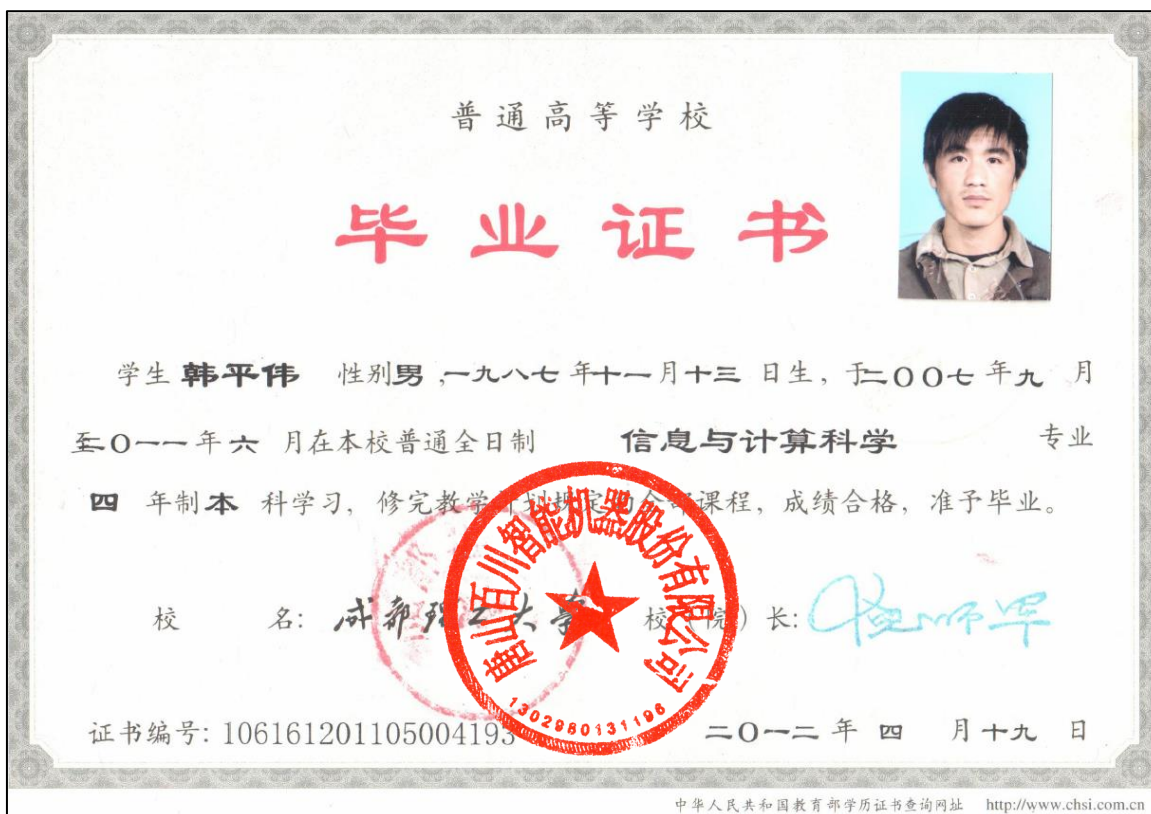 普通高等学校
毕业证书
学生 韩平伟 性别男,一九八七年十一月十三日生, 于二〇〇七年九月
至二〇一一年六月在本校普通全日制 信息与计算科学 专业
四年制本科学习, 修完教学计划规定的全部课程, 成绩合格, 准予毕业。
唐山百川智能机器股份有限公司
校 名: 成都理工大学 校(院)长:
1302980131196
证书编号: 106161201105004193 二〇一二年四月十九日
中华人民共和国教育部学历证书查询网址 http://www.chsi.com.cn